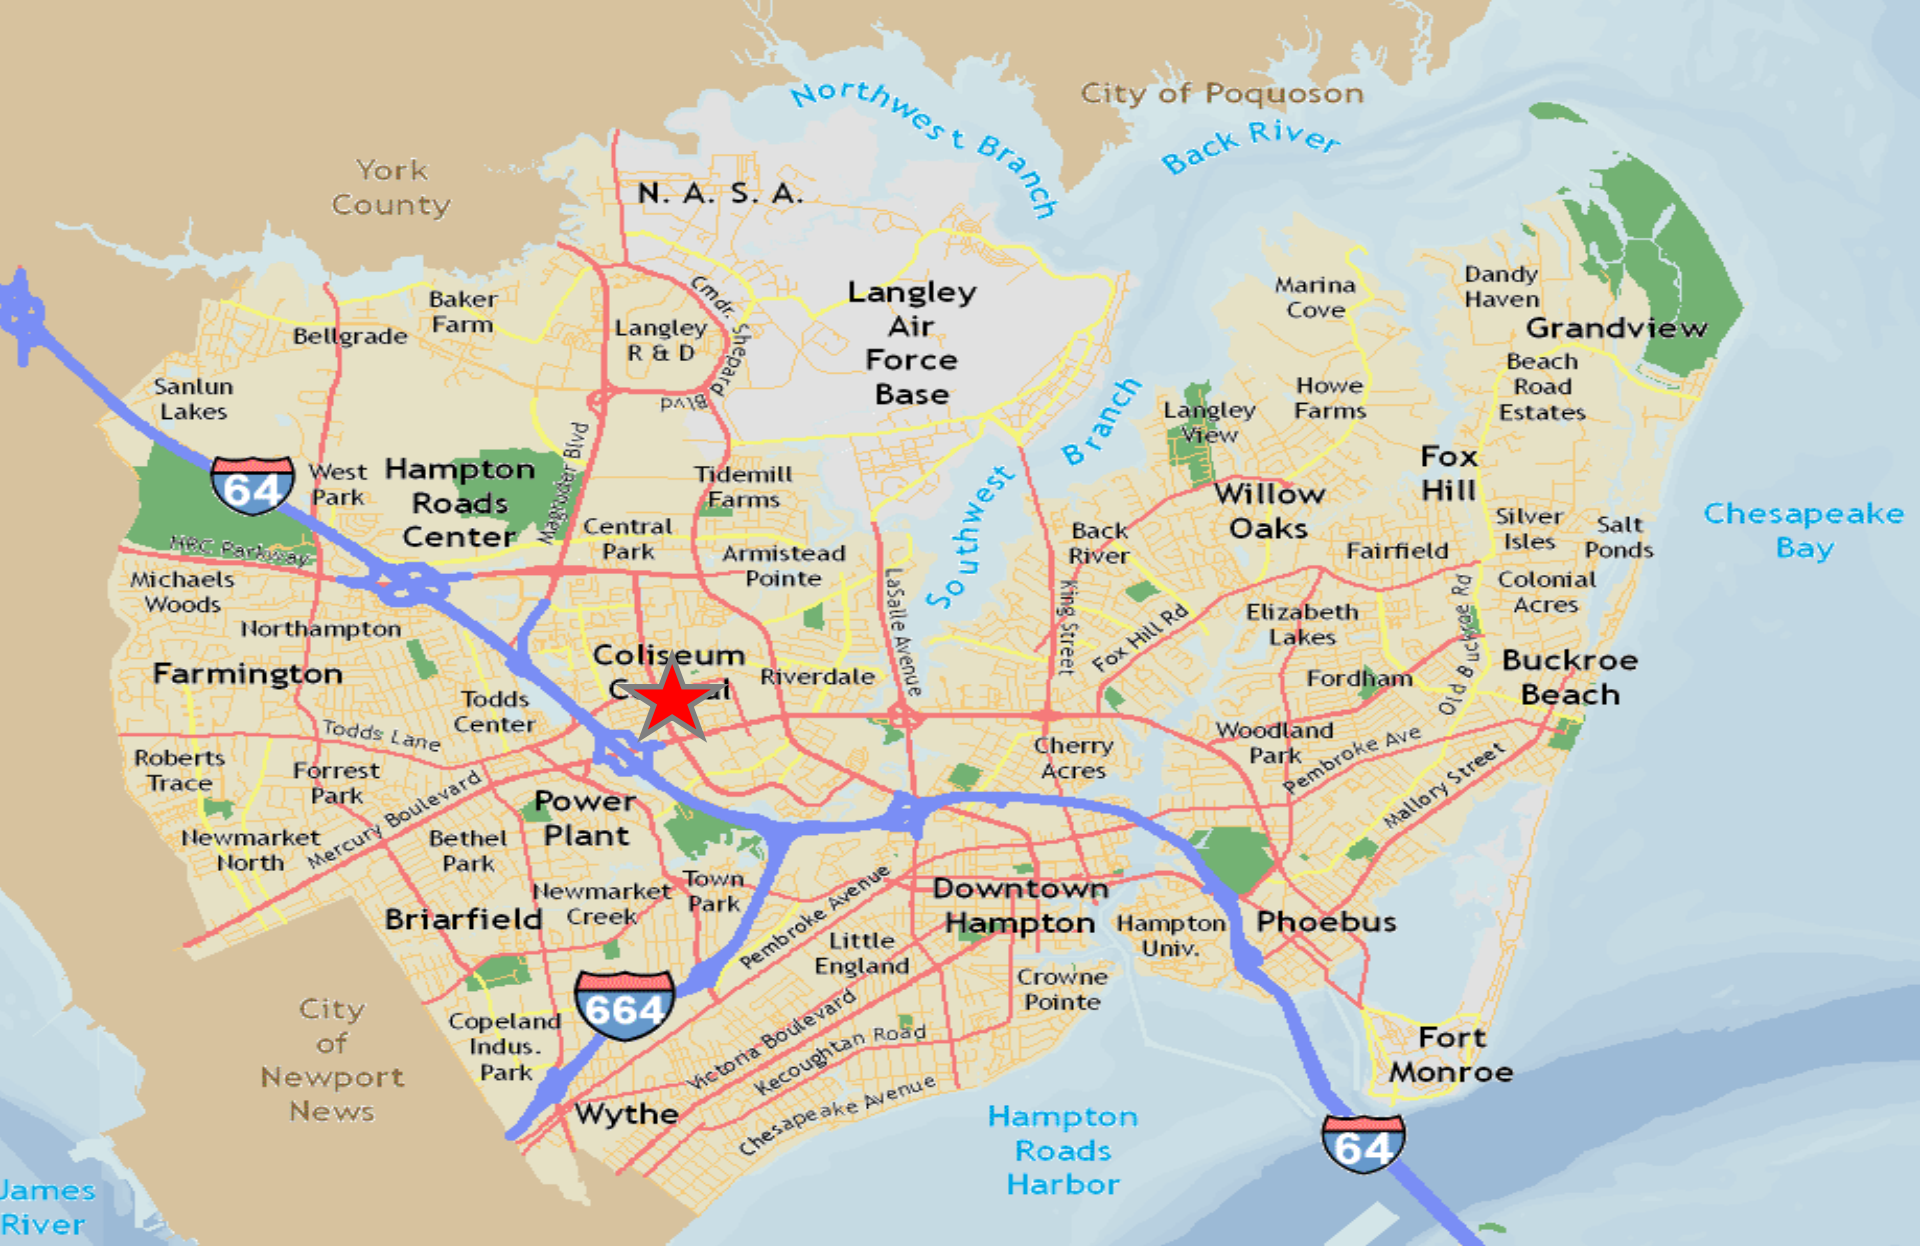 Northwest Branch
City of Poquoson
Back River
York
County
N. A. S. A.
Marina
Cove
Dandy
Haven
Cmdr. Shepard
Blvd
Langley
Air
Force
Base
Baker
Farm
Bellgrade
Langley
R & D
Grandview
Beach
Road
Estates
Sanlun
Lakes
Howe
Farms
Langley
View
Branch
Southwest
64
West
Park
Hampton
Roads
Center
Magruder Blvd
Tidemill
Farms
Fox
Hill
Willow
Oaks
Silver
Isles
Salt
Ponds
Chesapeake
Bay
HRC Parkway
Central
Park
Armistead
Pointe
Back
River
Fairfield
Michaels
Woods
LaSalle Avenue
King Street
Fox Hill Rd
Elizabeth
Lakes
Colonial
Acres
Old Buckroe Rd
Northampton
Farmington
Coliseum
Riverdale
Fordham
Buckroe
Beach
Todds
Center
Todds Lane
Woodland
Park
Pembroke Ave
Mallory Street
Cherry
Acres
Roberts
Trace
Forrest
Park
Mercury Boulevard
Power
Plant
Newmarket
North
Bethel
Park
Newmarket
Creek
Town
Park
Pembroke Avenue
Downtown
Hampton
Hampton
Univ.
Phoebus
Briarfield
Little
England
Crowne
Pointe
664
City
of
Newport
News
Copeland
Indus.
Park
Victoria Boulevard
Kecoughtan Road
Chesapeake Avenue
Wythe
Fort
Monroe
Hampton
Roads
Harbor
64
James
River